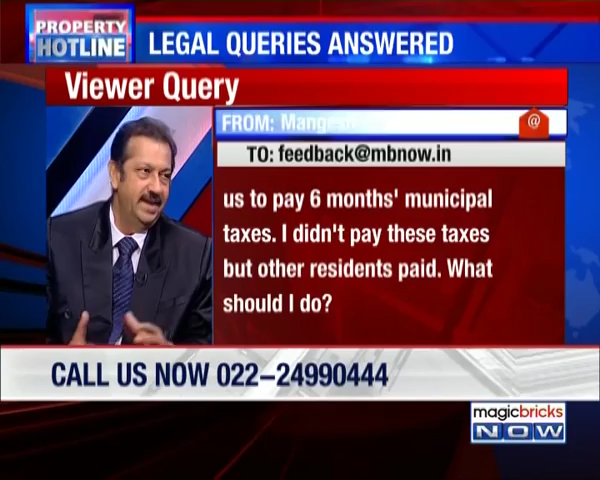 PROPERTY
HOTLINE
LEGAL QUERIES ANSWERED
Viewer Query
FROM: Mangesh
@
TO: feedback@mbnow.in
us to pay 6 months' municipal
taxes. I didn't pay these taxes
but other residents paid. What
should I do?
CALL US NOW 022–24990444
magicbricks
NOW